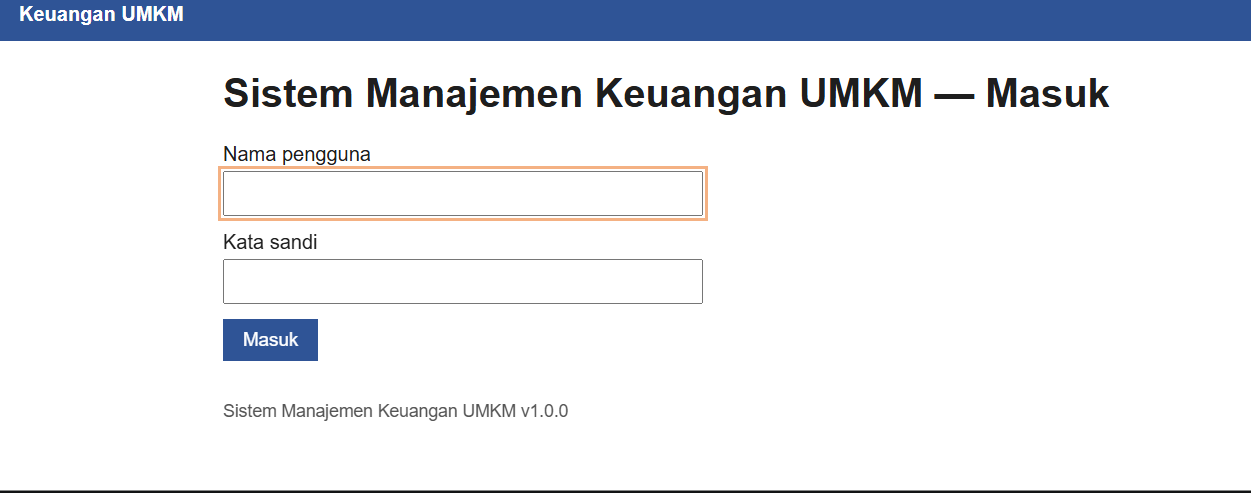 Keuangan UMKM
Sistem Manajemen Keuangan UMKM — Masuk
Nama pengguna
Kata sandi
Masuk
Sistem Manajemen Keuangan UMKM v1.0.0